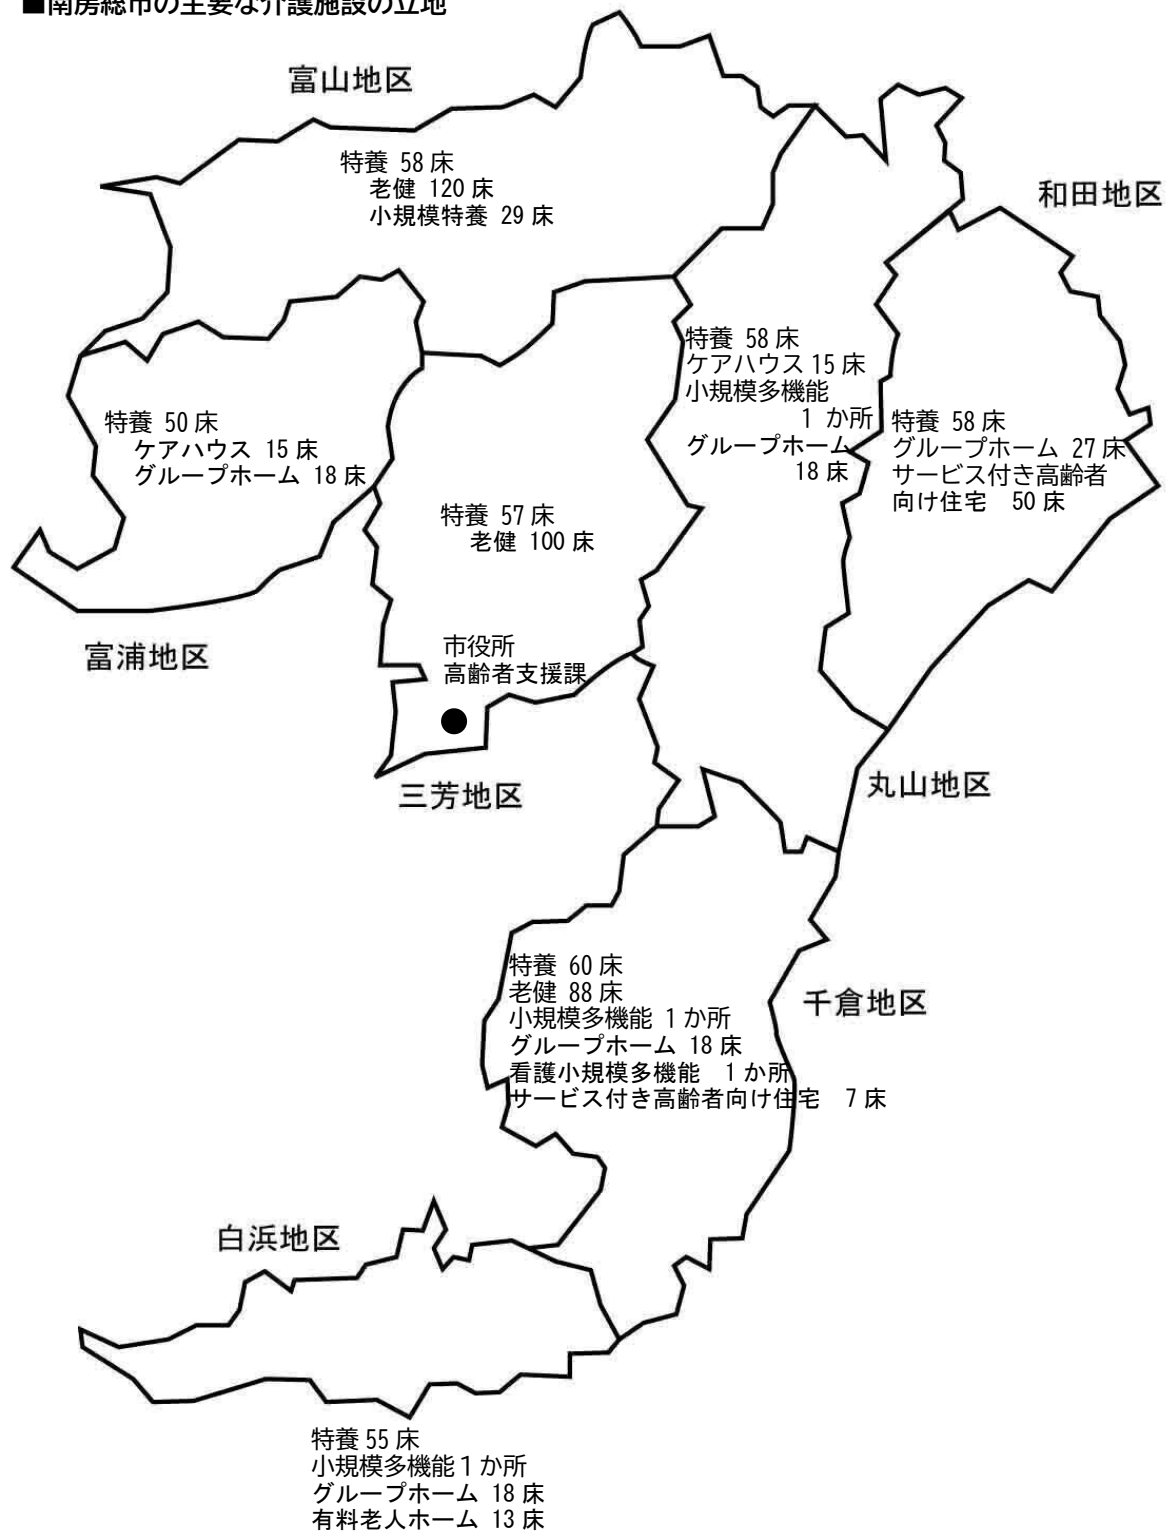 ■南房総市の主要な介護施設の立地
富山地区
特養 58 床
老健 120 床
小規模特養 29 床
和田地区
特養 58 床
ケアハウス 15 床
小規模多機能
1 か所
グループホーム
18 床
特養 58 床
グループホーム 27 床
サービス付き高齢者
向け住宅 50 床
特養 50 床
ケアハウス 15 床
グループホーム 18 床
特養 57 床
老健 100 床
富浦地区
市役所
高齢者支援課
三芳地区
丸山地区
特養 60 床
老健 88 床
小規模多機能 1 か所
グループホーム 18 床
看護小規模多機能 1 か所
サービス付き高齢者向け住宅 7 床
千倉地区
白浜地区
特養 55 床
小規模多機能１か所
グループホーム 18 床
有料老人ホーム 13 床